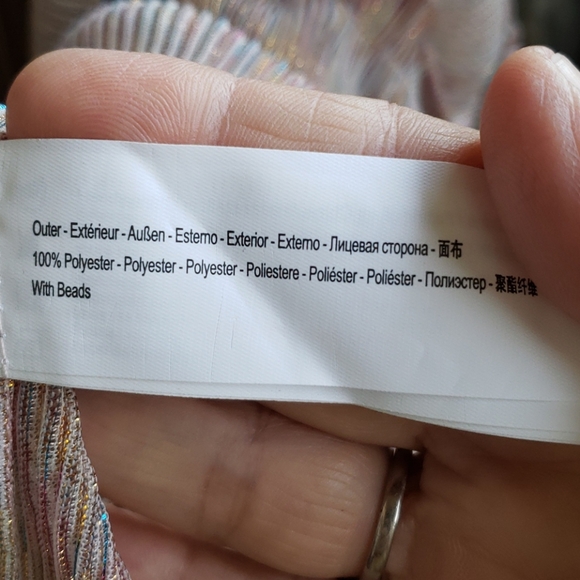 Outer - Extérieur - Außen - Esterno - Exterior - Externo - Лицевая сторона - 面布
100% Polyester - Polyester - Polyester - Poliestere - Poliéster - Poliéster - Полиэстер - 聚酯纤维
With Beads